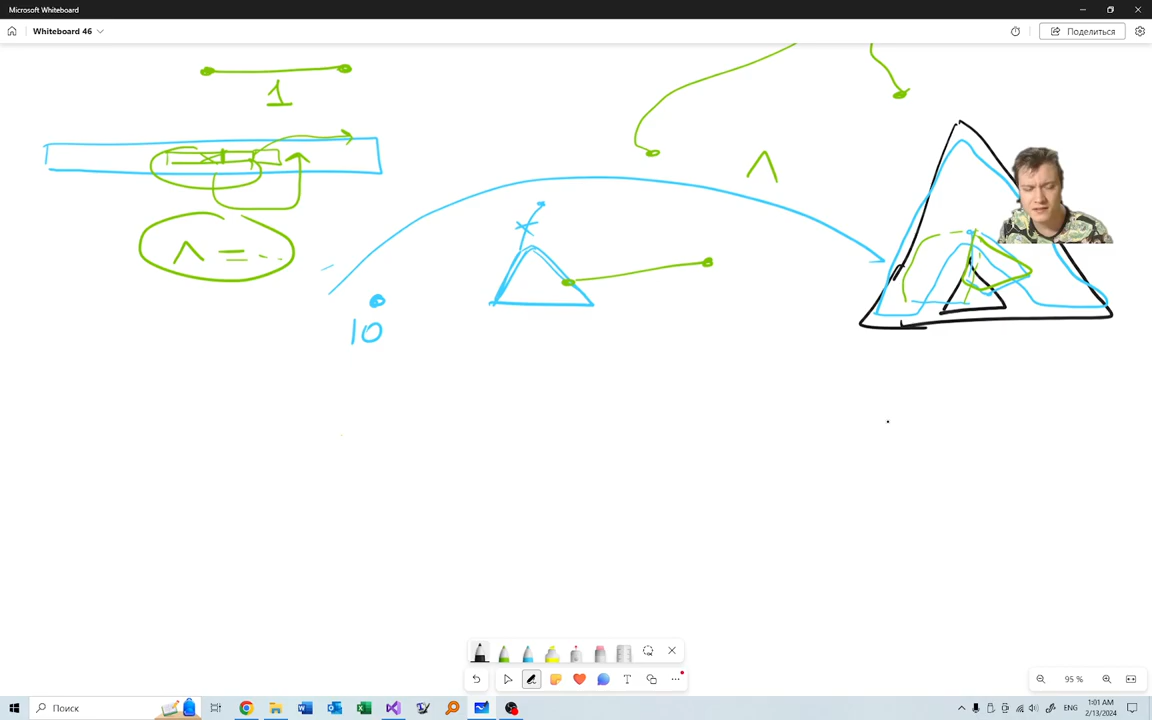 Microsoft Whiteboard
Whiteboard 46
Поделиться
1
Λ
Λ = ..
10
95 %
Поиск
ENG
1:01 AM
2/13/2024